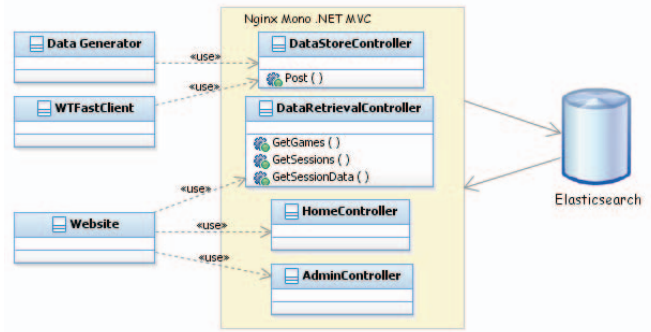 Nginx Mono .NET MVC
Data Generator
«use»
DataStoreController
Post ( )
«use»
WTFastClient
DataRetrievalController
GetGames ( )
GetSessions ( )
GetSessionData ( )
«use»
Elasticsearch
Website
«use»
HomeController
«use»
AdminController